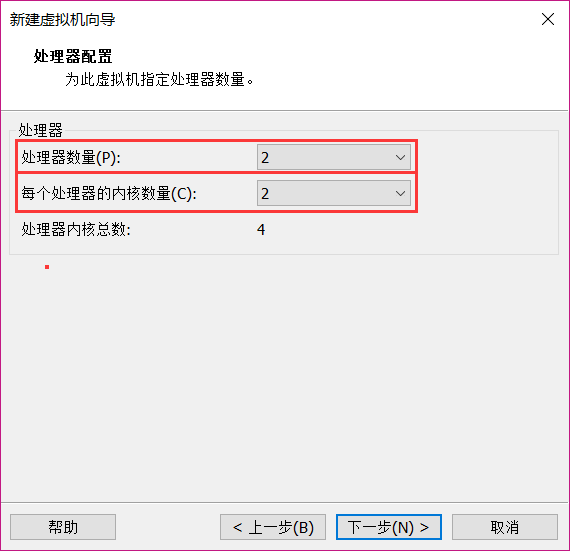 新建虚拟机向导
处理器配置
为此虚拟机指定处理器数量。
处理器
处理器数量(P): 2
每个处理器的内核数量(C): 2
处理器内核总数: 4
帮助 < 上一步(B) 下一步(N) > 取消